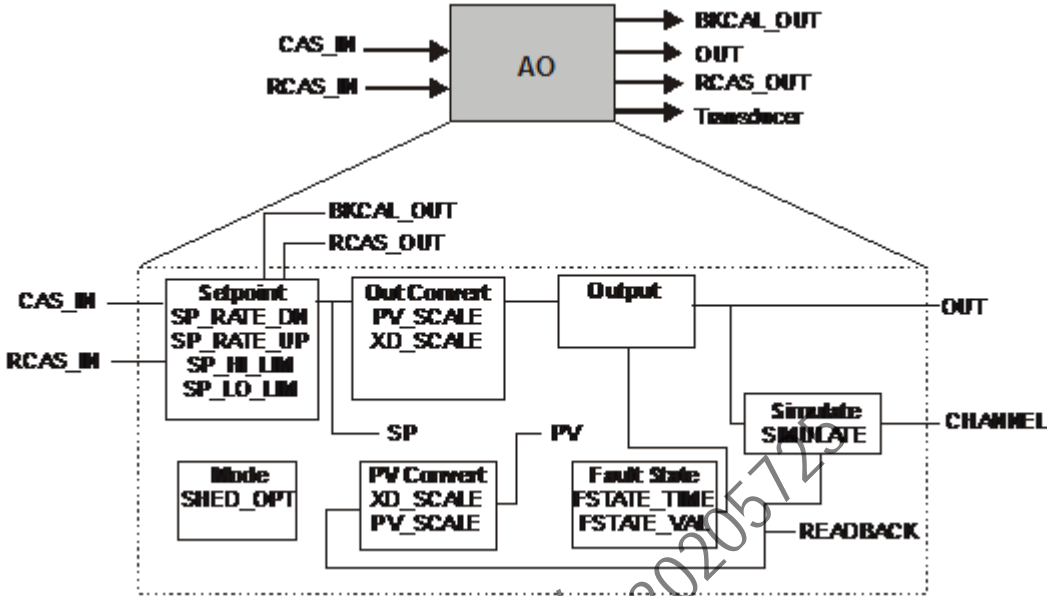 BKCAL_OUT
CAS_IN
AO
OUT
RCAS_IN
RCAS_OUT
Transducer
BKCAL_OUT
RCAS_OUT
CAS_IN
RCAS_IN
Setpoint
SP_RATE_DN
SP_RATE_UP
SP_HI_LIM
SP_LO_LIM
Out Convert
PV_SCALE
XD_SCALE
Output
OUT
SP
PV
Simulate
SIMULATE
CHANNEL
Mode
SHED_OPT
PV Convert
XD_SCALE
PV_SCALE
Fault State
FSTATE_TIME
FSTATE_VAL
READBACK